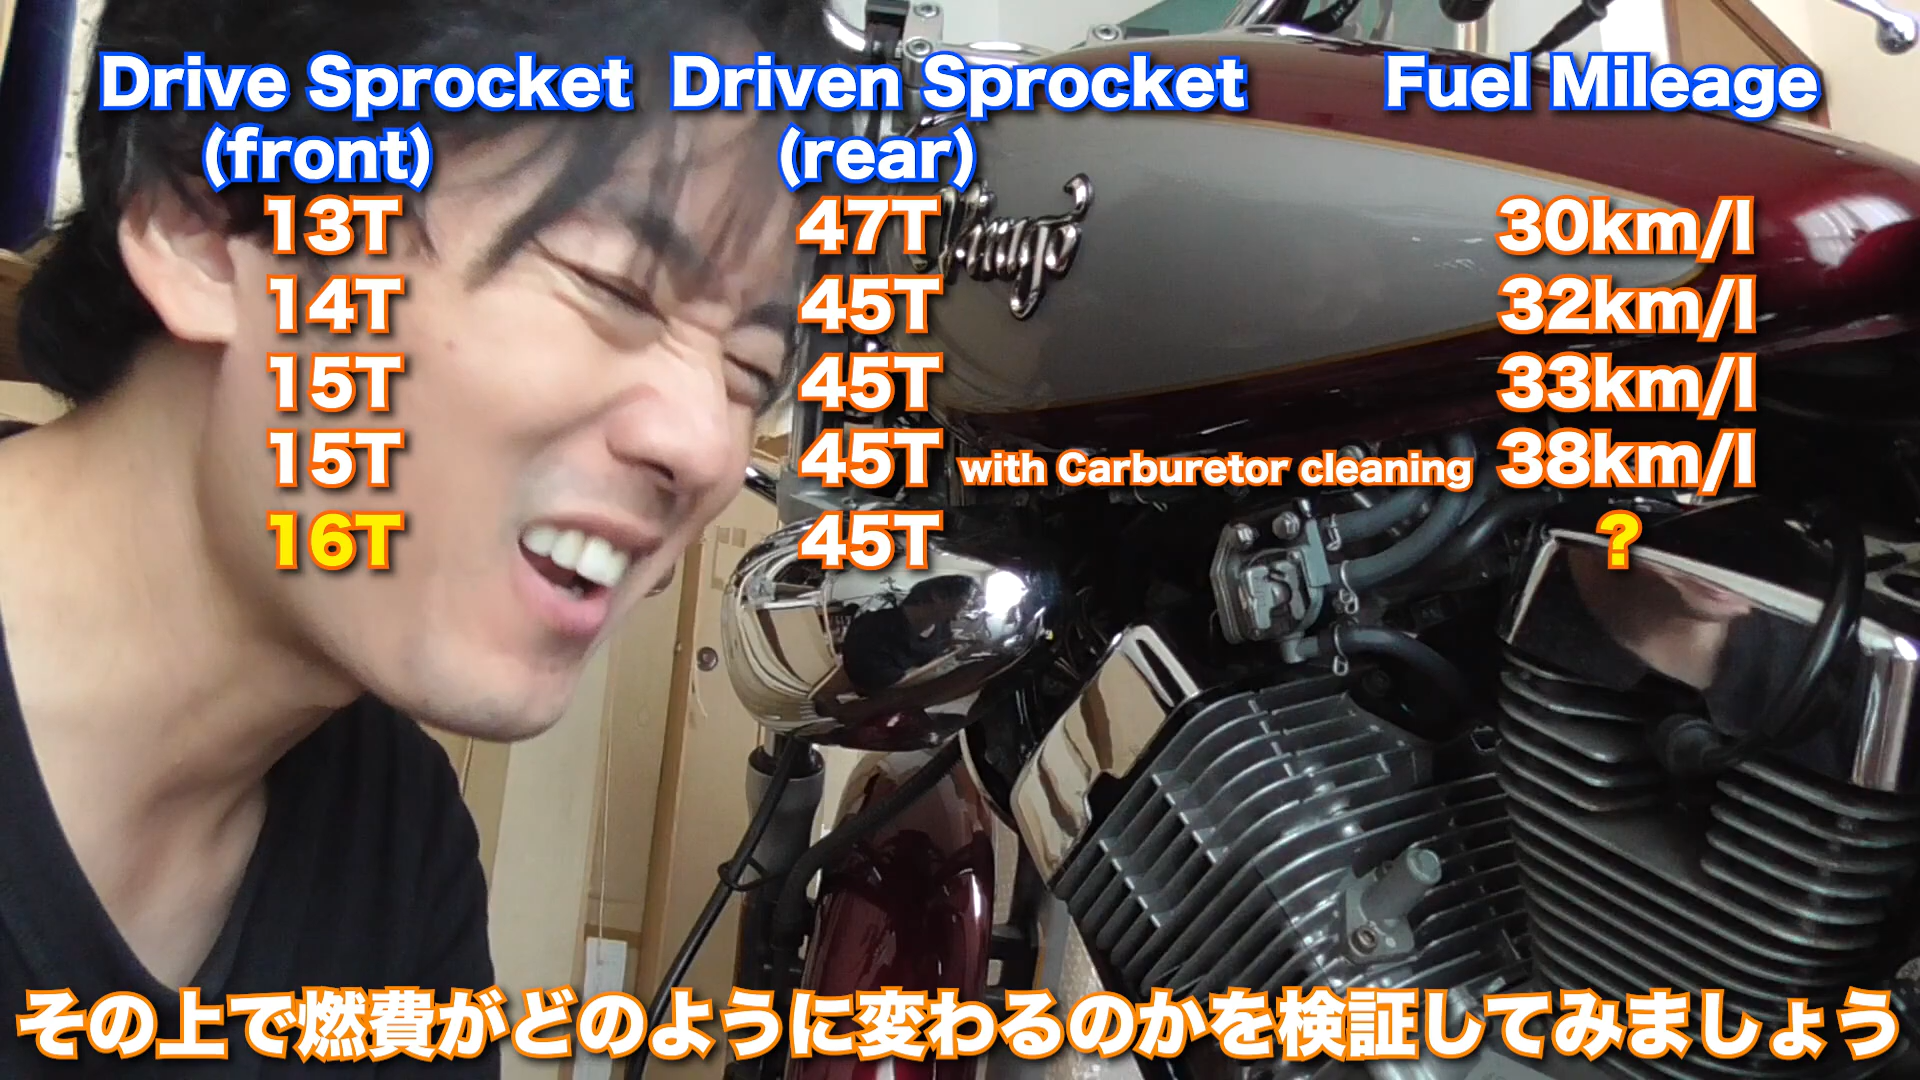 Drive Sprocket Driven Sprocket Fuel Mileage
(front) (rear)
13T 47T 30km/l
14T 45T 32km/l
15T 45T 33km/l
15T 45T with Carburetor cleaning 38km/l
16T 45T ?
その上で燃費がどのように変わるのかを検証してみましょう